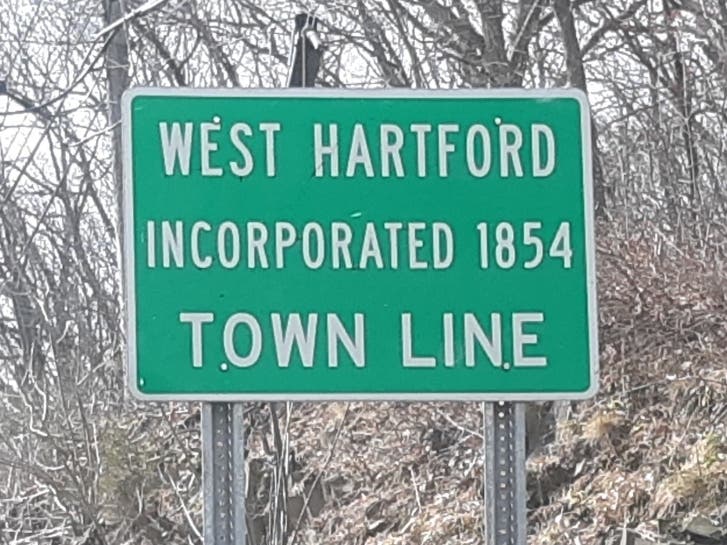 WEST HARTFORD
INCORPORATED 1854
TOWN LINE